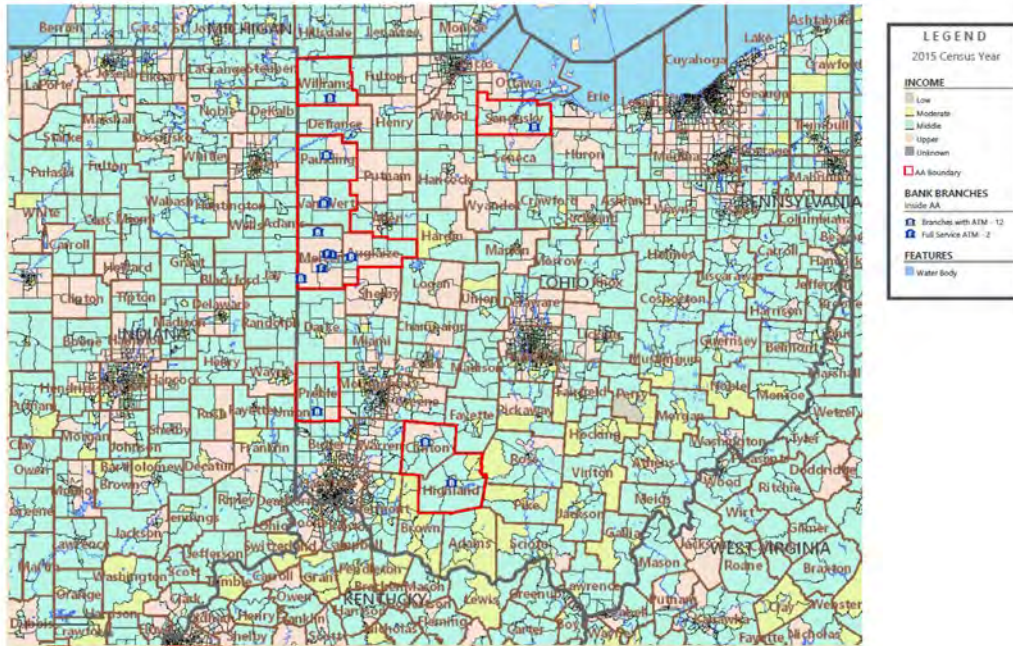 Berrien
Cass
MICHIGAN
Hillsdale
Lenawee
Monroe
Ashtabula
Lake
Crawford
Cuyahoga
Geauga
LaPorte
St. Joseph
Elkhart
LaGrange
Steuben
Williams
Fulton
Ottawa
Erie
Lorain
Trumbull
Noble
DeKalb
Defiance
Henry
Wood
Sandusky
Starke
Marshall
Kosciusko
Whitley
Paulding
Putnam
Hancock
Seneca
Huron
Medina
Portage
Mahoning
Pulaski
Fulton
Wabash
Huntington
Wells
Adams
Van Wert
Allen
Wyandot
Crawford
Richland
Ashland
Wayne
PENNSYLVANIA
Columbiana
White
Cass
Miami
Carroll
Howard
Grant
Blackford
Jay
Mercer
Auglaize
Hardin
Marion
Morrow
Holmes
Carroll
Hancock
Jefferson
Clinton
Tipton
Delaware
Shelby
Logan
Union
Delaware
OHIO
Knox
Coshocton
Tuscarawas
Harrison
Boone
Hamilton
Madison
INDIANA
Randolph
Darke
Miami
Champaign
Clark
Madison
Licking
Muskingum
Guernsey
Belmont
Marshall
Hendricks
Hancock
Henry
Wayne
Preble
Montgomery
Greene
Fayette
Pickaway
Fairfield
Perry
Morgan
Noble
Monroe
Wetzel
Putnam
Rush
Fayette
Union
Clay
Morgan
Johnson
Shelby
Franklin
Butler
Warren
Clinton
Ross
Hocking
Athens
Washington
Tyler
Doddridge
Owen
Brown
Bartholomew
Decatur
Ripley
Dearborn
Highland
Vinton
Meigs
Wood
Ritchie
Greene
Monroe
Jackson
Jennings
Ohio
Clermont
Brown
Pike
Jackson
Gallia
Wirt
Gilmer
Lawrence
Jefferson
Switzerland
Campbell
Adams
Scioto
Mason
Jackson
WEST VIRGINIA
Roane
Braxton
Martin
Washington
Scott
Trimble
Carroll
Grant
Pendleton
Bracken
Mason
Lewis
Greenup
Lawrence
Putnam
Clay
Webster
Orange
Clark
Owen
KENTUCKY
Harrison
Fleming
Dubois
Crawford
Harrison
Henry
Shelby
Franklin
Scott
Nicholas
Carter
Boyd
Wayne
Kanawha
Fayette
Nicholas
LEGEND
2015 Census Year
INCOME
Low
Moderate
Middle
Upper
Unknown
AA Boundary
BANK BRANCHES
Inside AA
Branches with ATM - 12
Full Service ATM - 2
FEATURES
Water Body